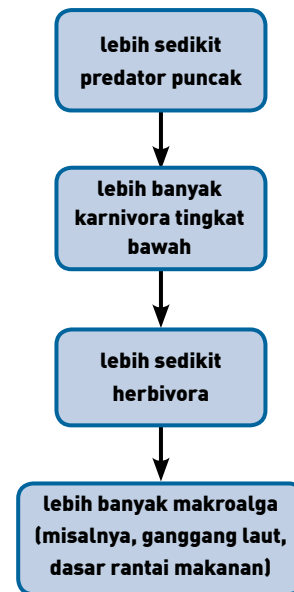 lebih sedikit
predator puncak
lebih banyak
karnivora tingkat
bawah
lebih sedikit
herbivora
lebih banyak makroalga
(misalnya, ganggang laut,
dasar rantai makanan)